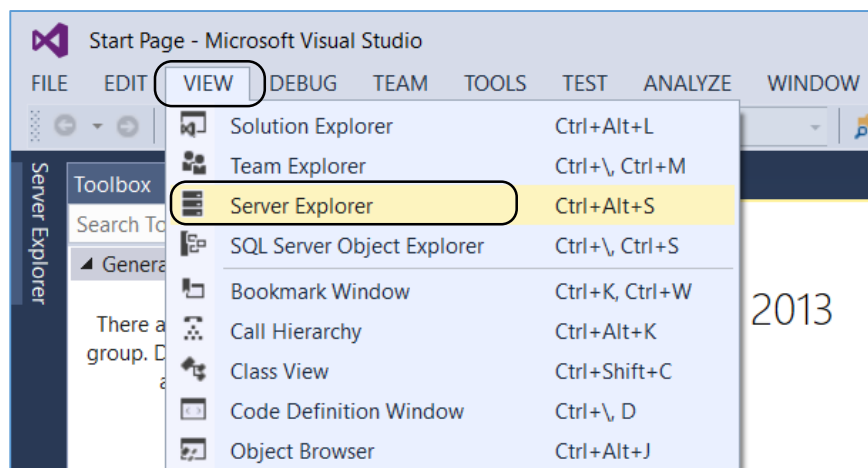 Start Page - Microsoft Visual Studio
FILE EDIT VIEW DEBUG TEAM TOOLS TEST ANALYZE WINDOW
Server Explorer
Toolbox
Search To
Genera
There a
group. D
Solution Explorer Ctrl+Alt+L
Team Explorer Ctrl+\, Ctrl+M
Server Explorer Ctrl+Alt+S
SQL Server Object Explorer Ctrl+\, Ctrl+S
Bookmark Window Ctrl+K, Ctrl+W
Call Hierarchy Ctrl+Alt+K
Class View Ctrl+Shift+C
Code Definition Window Ctrl+\, D
Object Browser Ctrl+Alt+J
2013